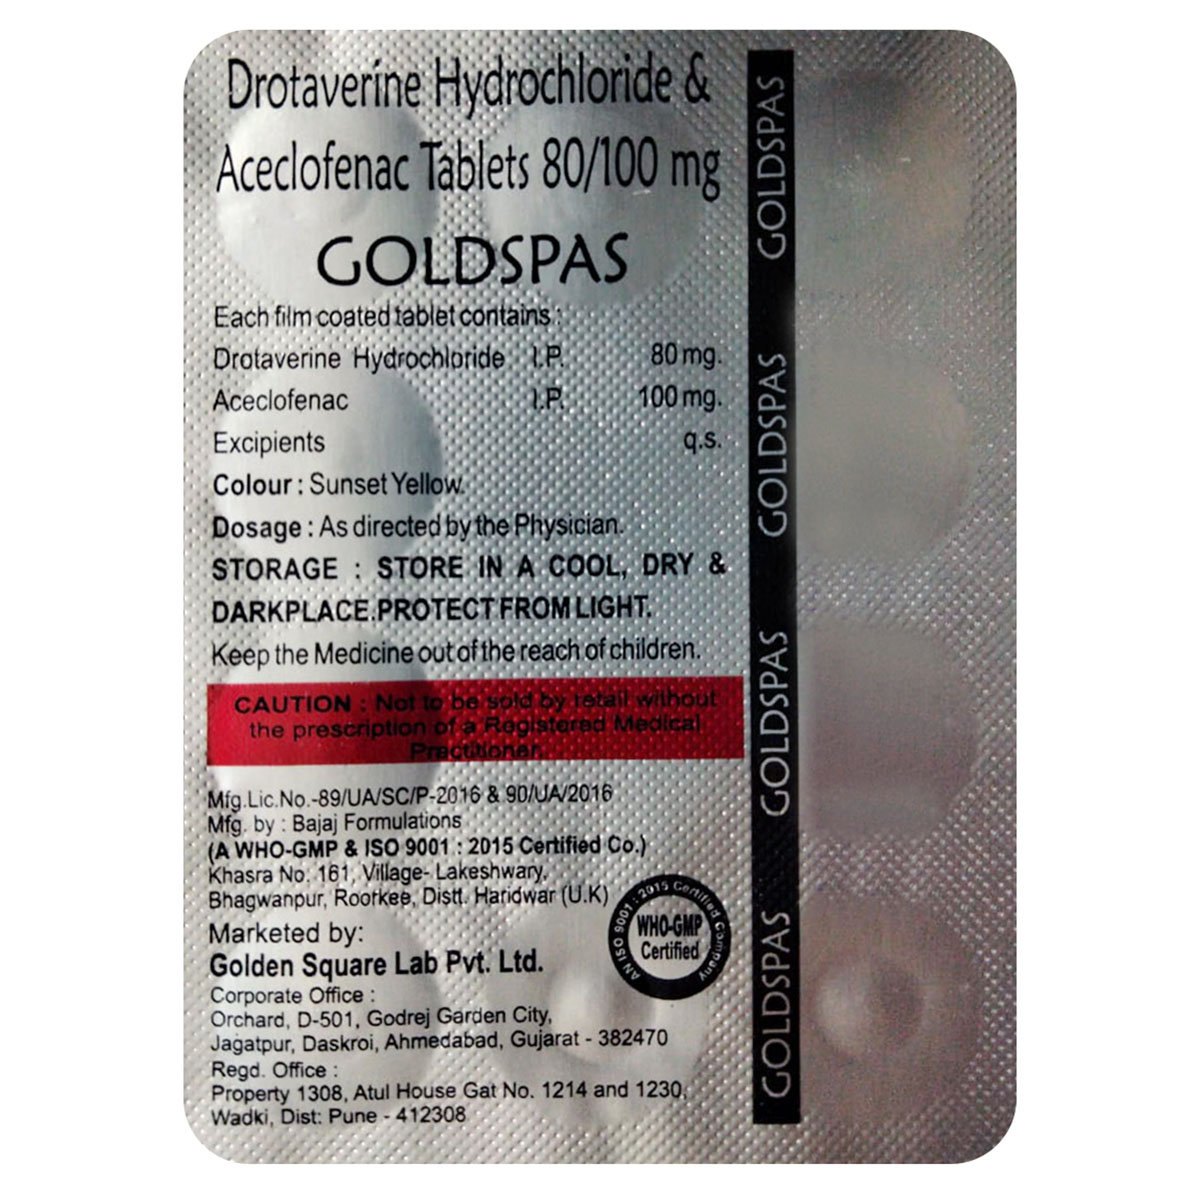 Drotaverine Hydrochloride &
Aceclofenac Tablets 80/100 mg
GOLDSPAS
Each film coated tablet contains :
Drotaverine Hydrochloride I.P. 80 mg.
Aceclofenac I.P. 100 mg.
Excipients q.s.
Colour : Sunset Yellow.
Dosage : As directed by the Physician.
STORAGE : STORE IN A COOL, DRY &
DARKPLACE.PROTECT FROM LIGHT.
Keep the Medicine out of the reach of children.
CAUTION : Not to be sold by retail without
the prescription of a Registered Medical
Practitioner.
Mfg.Lic.No.-89/UA/SC/P-2016 & 90/UA/2016
Mfg. by : Bajaj Formulations
(A WHO-GMP & ISO 9001 : 2015 Certified Co.)
Khasra No. 161, Village- Lakeshwary,
Bhagwanpur, Roorkee, Distt. Haridwar (U.K)
AN ISO 9001 : 2015 Certified Company
WHO-GMP
Certified
Marketed by:
Golden Square Lab Pvt. Ltd.
Corporate Office :
Orchard, D-501, Godrej Garden City,
Jagatpur, Daskroi, Ahmedabad, Gujarat - 382470
Regd. Office :
Property 1308, Atul House Gat No. 1214 and 1230,
Wadki, Dist: Pune - 412308
GOLDSPAS
GOLDSPAS
GOLDSPAS
GOLDSPAS